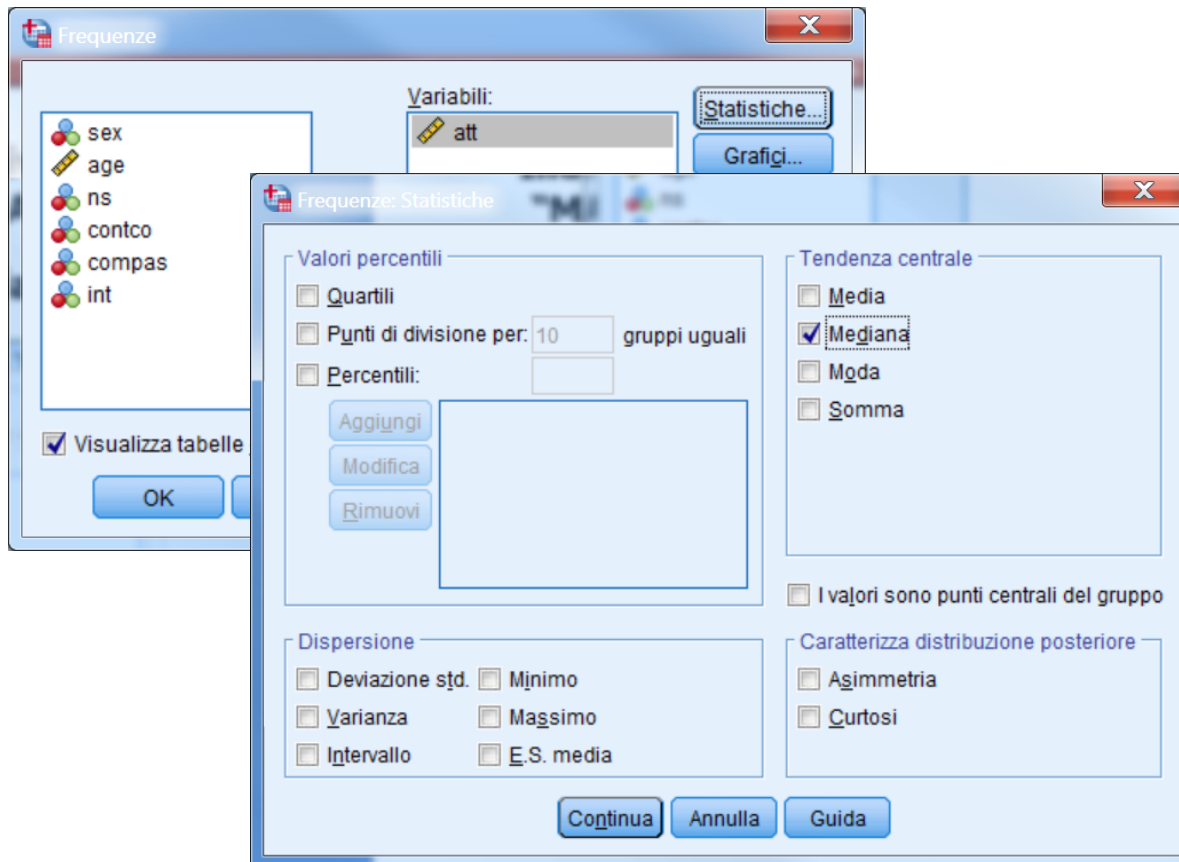 Frequenze
Variabili:
sex
age
ns
contco
compas
int
att
Statistiche...
Grafici...
Visualizza tabelle
OK
Frequenze: Statistiche
Valori percentili
Quartili
Punti di divisione per: 10 gruppi uguali
Percentili:
Aggiungi
Modifica
Rimuovi
Tendenza centrale
Media
Mediana
Moda
Somma
I valori sono punti centrali del gruppo
Dispersione
Deviazione std. Minimo
Varianza Massimo
Intervallo E.S. media
Caratterizza distribuzione posteriore
Asimmetria
Curtosi
Continua Annulla Guida